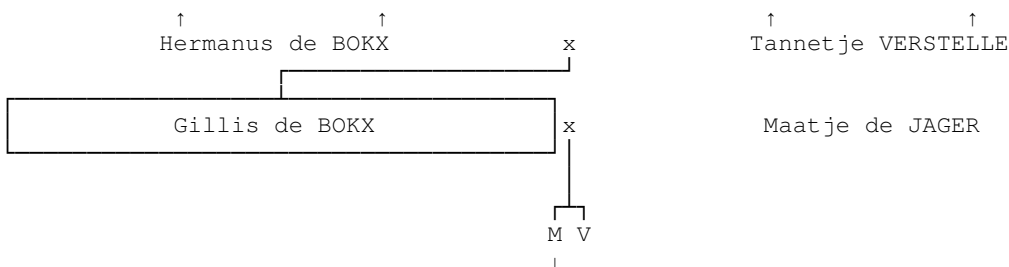 ↑ ↑ ↑ ↑
Hermanus de BOKX x Tannetje VERSTELLE
Gillis de BOKX x Maatje de JAGER
M V